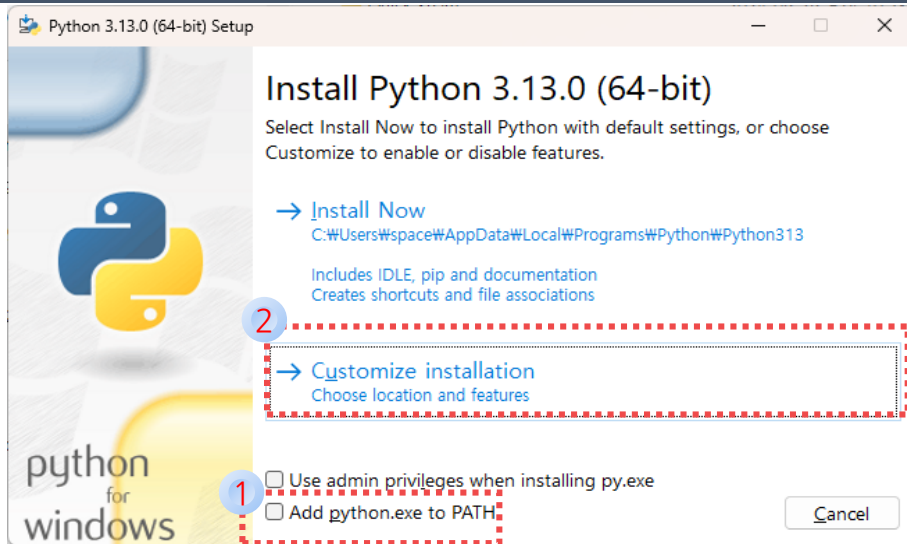 Python 3.13.0 (64-bit) Setup
Install Python 3.13.0 (64-bit)
Select Install Now to install Python with default settings, or choose
Customize to enable or disable features.
Install Now
C:₩Users₩space₩AppData₩Local₩Programs₩Python₩Python313
Includes IDLE, pip and documentation
Creates shortcuts and file associations
2
Customize installation
Choose location and features
python
for
windows
Use admin privileges when installing py.exe
1
Add python.exe to PATH
Cancel